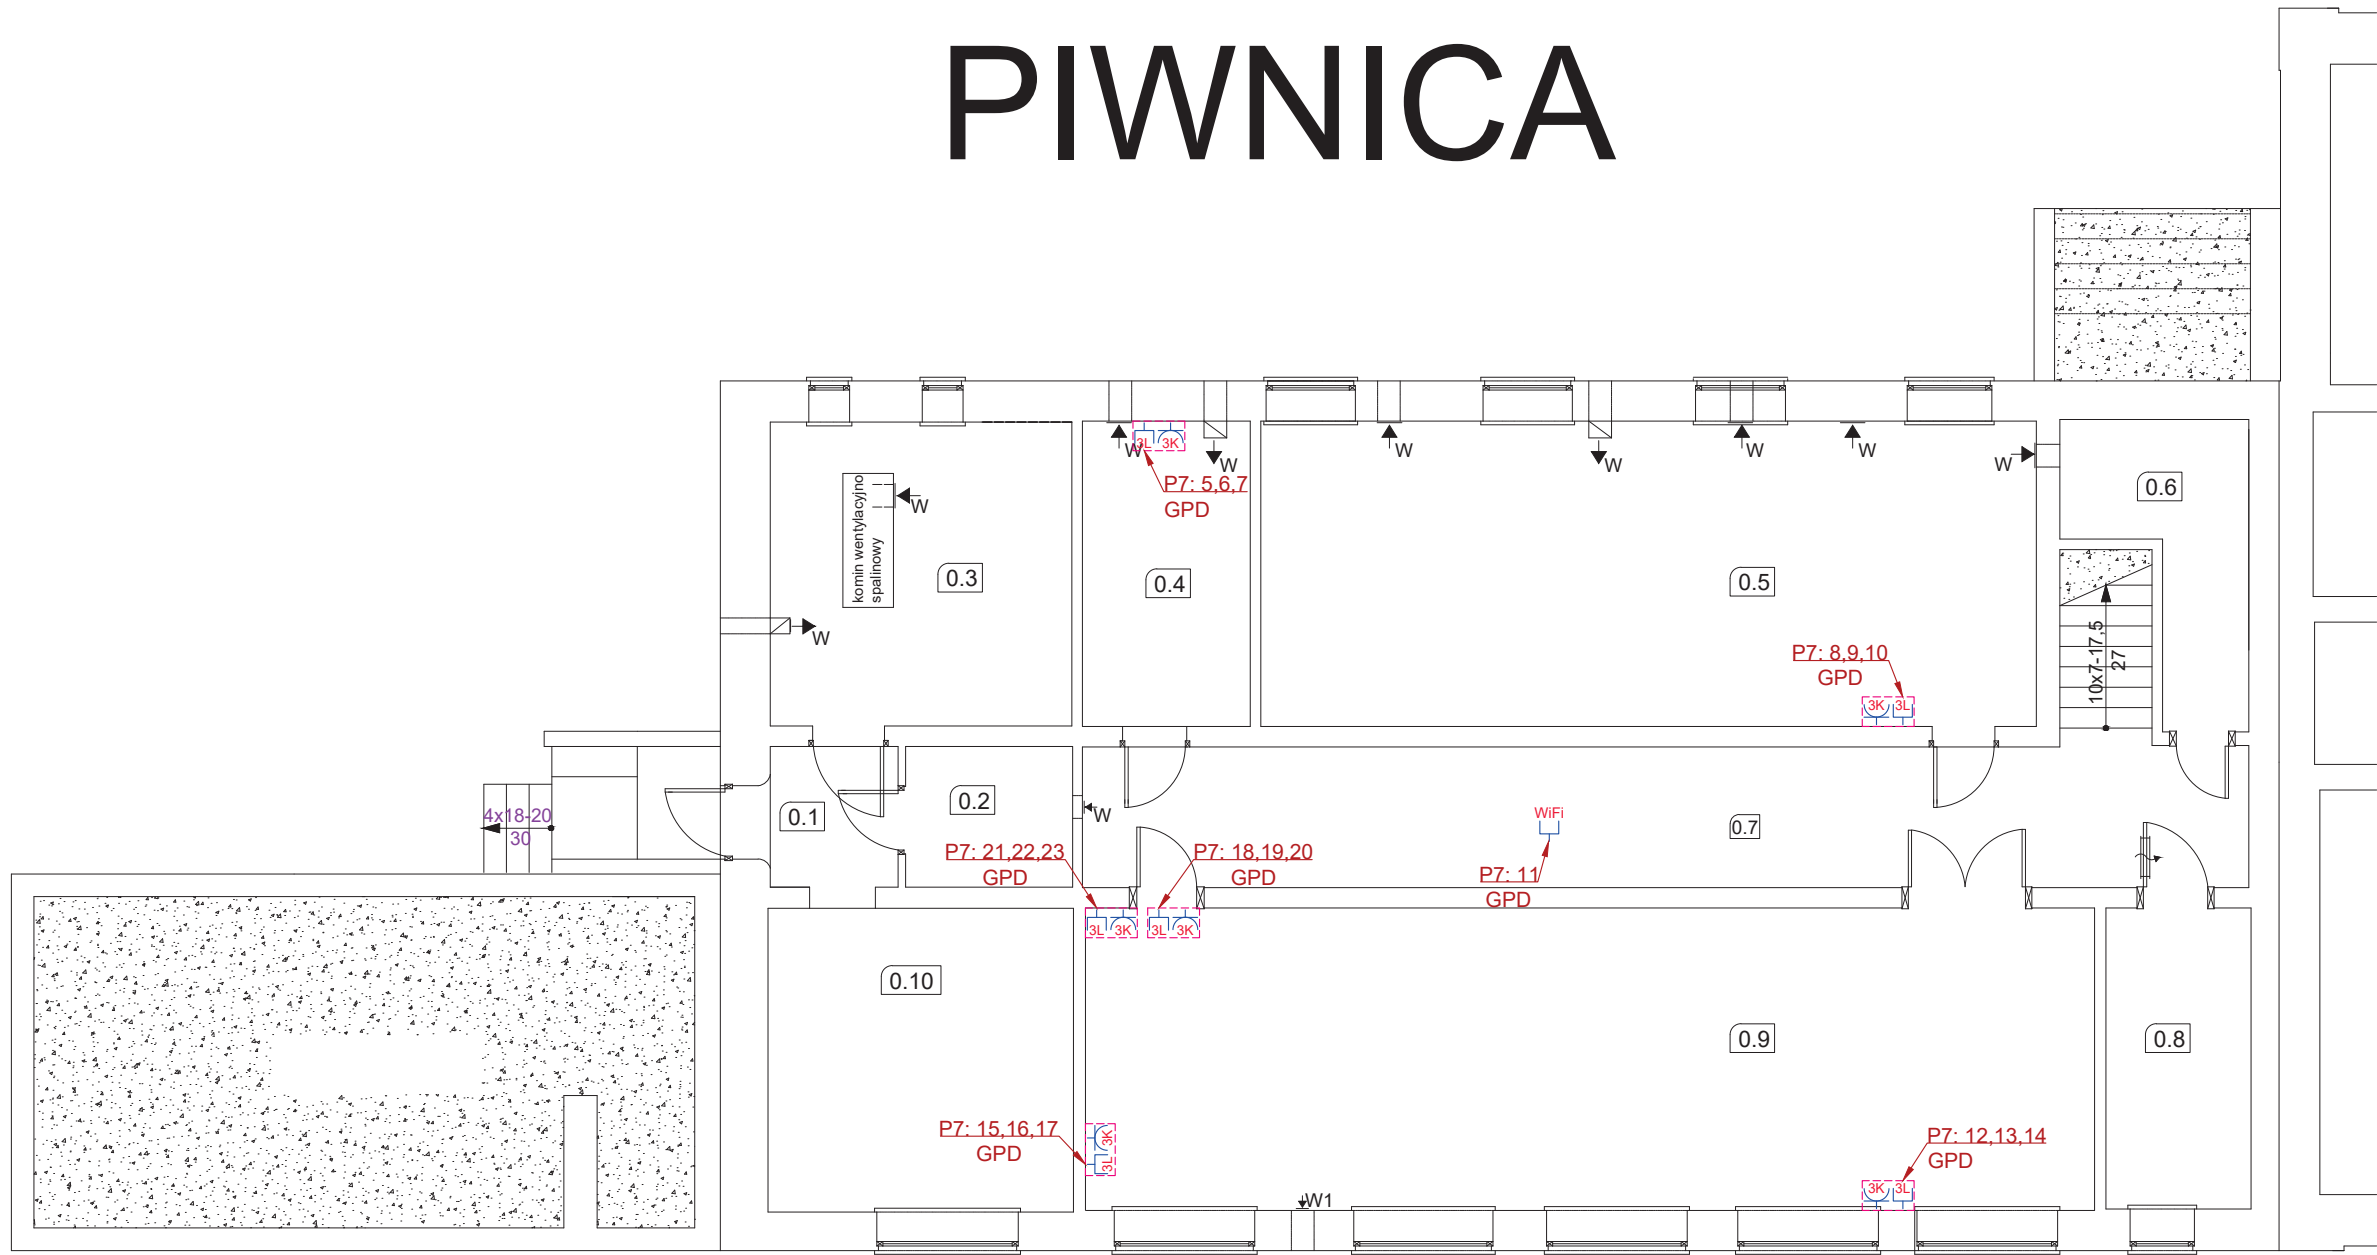 PIWNICA
3L 3K
W
W
W
W
W
W
W
P7: 5,6,7
GPD
0.6
komin wentylacyjno
spalinowy
W
0.3
0.4
0.5
W
10x7-17,5
27
P7: 8,9,10
GPD
3K 3L
4x18-20
30
0.1
0.2
W
WiFi
0.7
P7: 21,22,23
GPD
P7: 18,19,20
GPD
P7: 11
GPD
3L 3K
3L 3K
0.10
0.9
0.8
P7: 15,16,17
GPD
3K
3L
P7: 12,13,14
GPD
3K 3L
W1